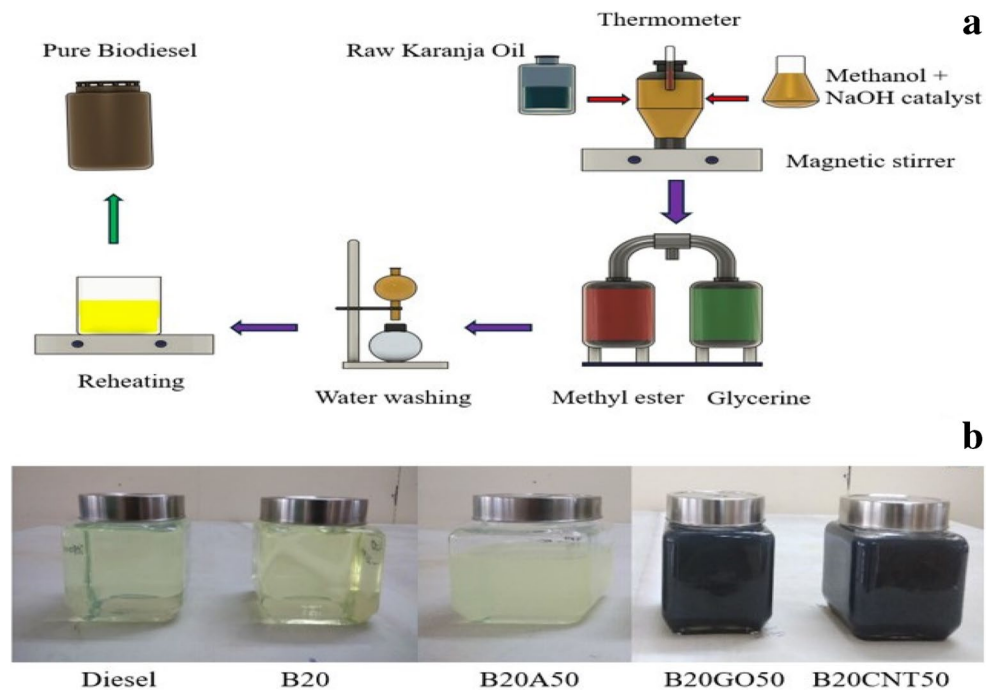 a
Thermometer
Pure Biodiesel
Raw Karanja Oil
Methanol +
NaOH catalyst
Magnetic stirrer
Reheating
Water washing
Methyl ester
Glycerine
b
Diesel
B20
B20A50
B20GO50
B20CNT50